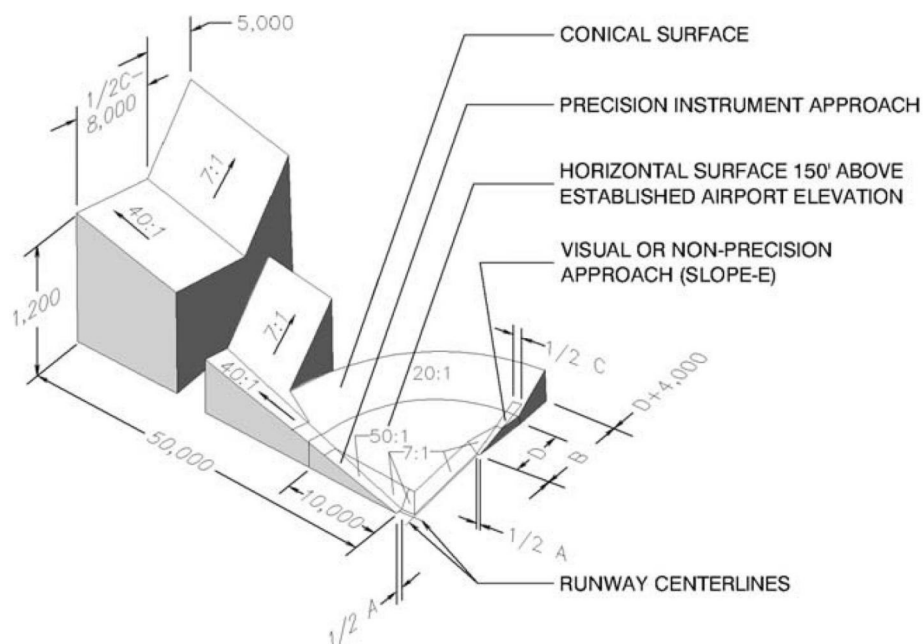 5,000
1/2C-
8,000
7:1
40:1
1,200
7:1
40:1
20:1
50:1
7:1
50,000
10,000
1/2 A
1/2 A
1/2 C
D+4,000
D
B
CONICAL SURFACE
PRECISION INSTRUMENT APPROACH
HORIZONTAL SURFACE 150' ABOVE
ESTABLISHED AIRPORT ELEVATION
VISUAL OR NON-PRECISION
APPROACH (SLOPE-E)
RUNWAY CENTERLINES